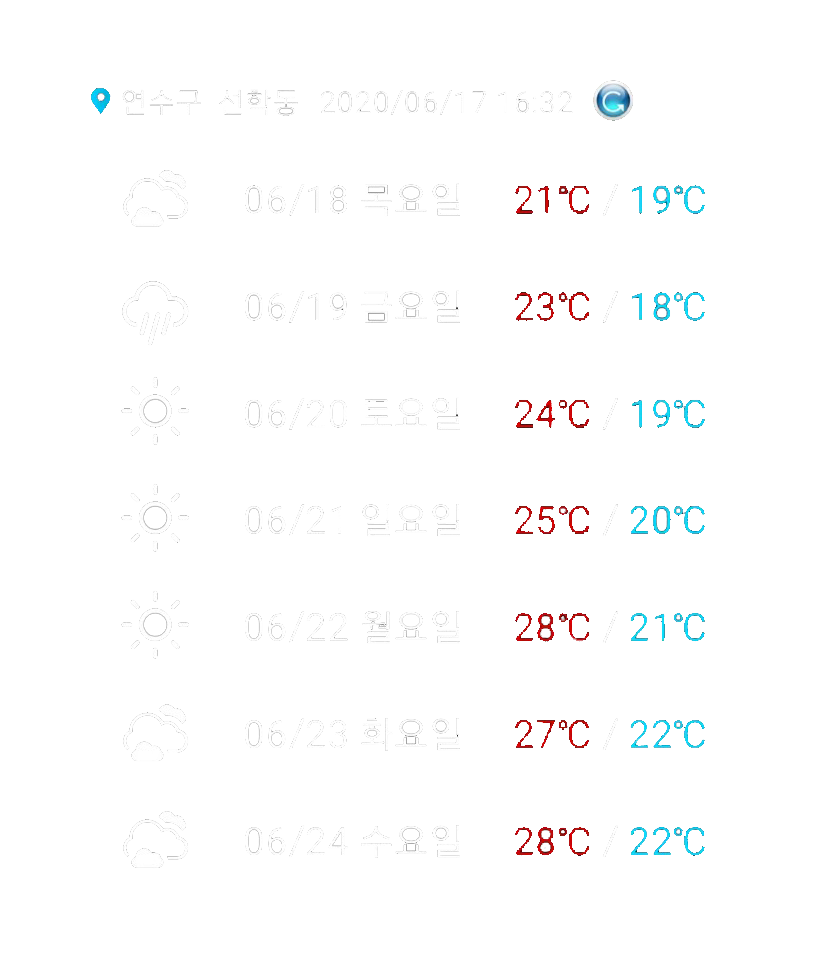 연수구 선학동 2020/06/17 16:32
06/18 목요일 21℃ / 19℃
06/19 금요일 23℃ / 18℃
06/20 토요일 24℃ / 19℃
06/21 일요일 25℃ / 20℃
06/22 월요일 28℃ / 21℃
06/23 화요일 27℃ / 22℃
06/24 수요일 28℃ / 22℃